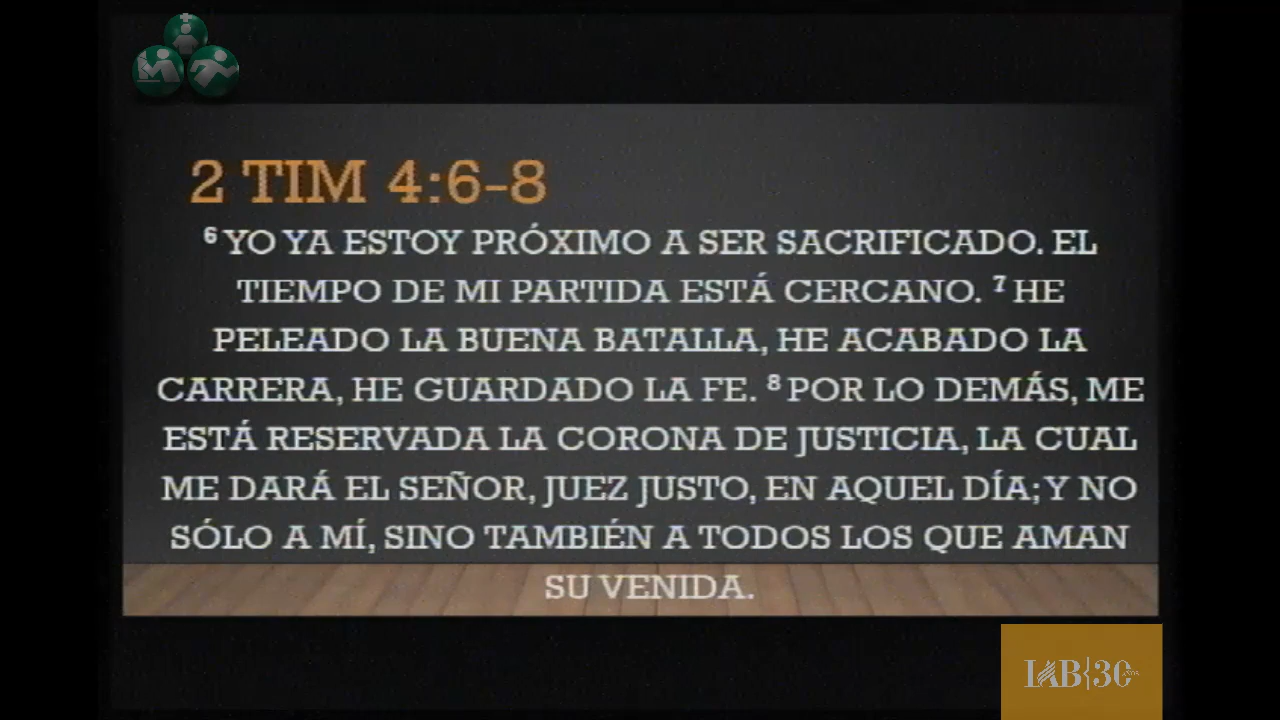 2 TIM 4:6-8
⁶ YO YA ESTOY PRÓXIMO A SER SACRIFICADO. EL
TIEMPO DE MI PARTIDA ESTÁ CERCANO. ⁷ HE
PELEADO LA BUENA BATALLA, HE ACABADO LA
CARRERA, HE GUARDADO LA FE. ⁸ POR LO DEMÁS, ME
ESTÁ RESERVADA LA CORONA DE JUSTICIA, LA CUAL
ME DARÁ EL SEÑOR, JUEZ JUSTO, EN AQUEL DÍA; Y NO
SÓLO A MÍ, SINO TAMBIÉN A TODOS LOS QUE AMAN
SU VENIDA.
IAB 30